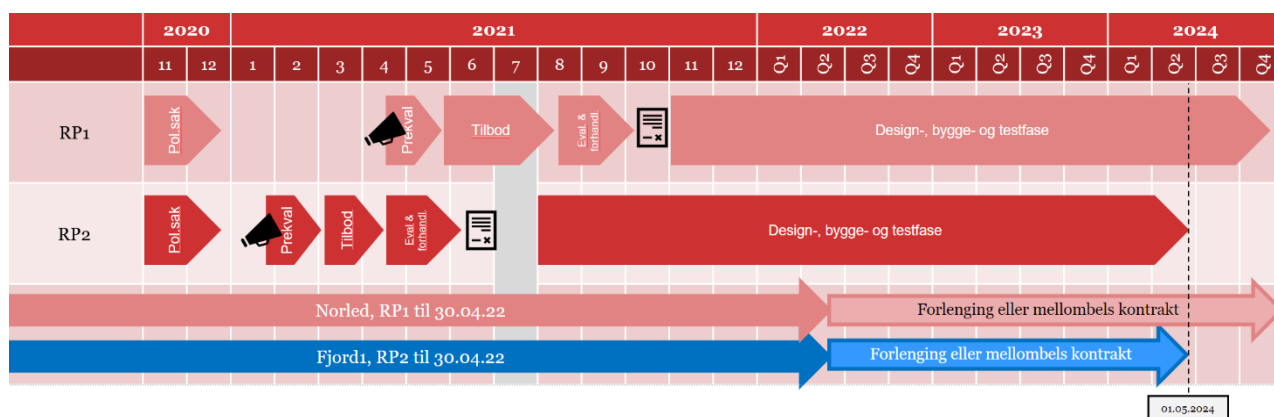 2020 2021 2022 2023 2024
11 12 1 2 3 4 5 6 7 8 9 10 11 12 Q1 Q2 Q3 Q4 Q1 Q2 Q3 Q4 Q1 Q2 Q3 Q4
RP1
Pol.sak
Prekval
Tilbod
Eval. &
forhandl.
Design-, bygge- og testfase
RP2
Pol.sak
Prekval
Tilbod
Eval &
forhandl.
Design-, bygge- og testfase
Norled, RP1 til 30.04.22
Forlenging eller mellombels kontrakt
Fjord1, RP2 til 30.04.22
Forlenging eller mellombels kontrakt
01.05.2024